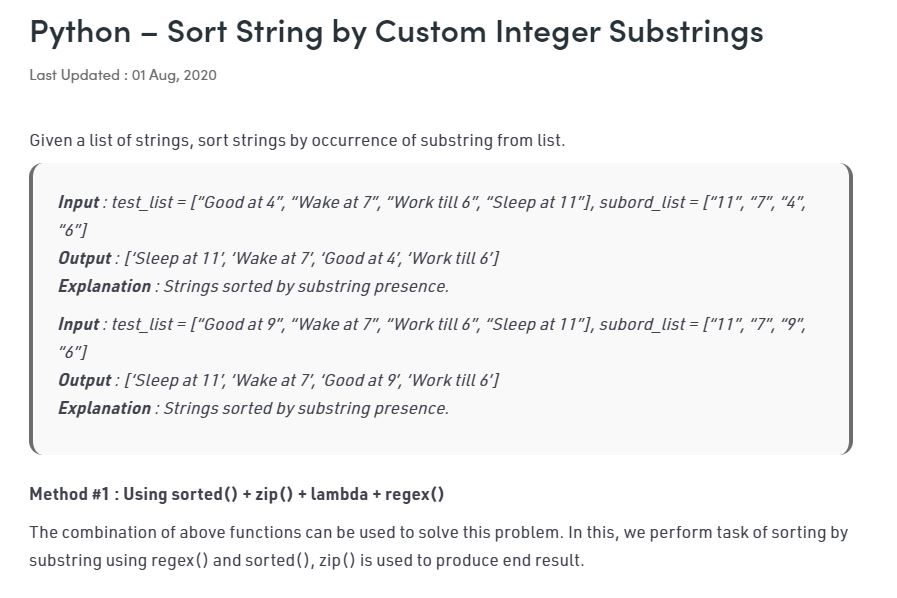 Python – Sort String by Custom Integer Substrings
Last Updated : 01 Aug, 2020
Given a list of strings, sort strings by occurrence of substring from list.
Input : test_list = [“Good at 4”, “Wake at 7”, “Work till 6”, “Sleep at 11”], subord_list = [“11”, “7”, “4”,
“6”]
Output : [‘Sleep at 11’, ‘Wake at 7’, ‘Good at 4’, ‘Work till 6’]
Explanation : Strings sorted by substring presence.
Input : test_list = [“Good at 9”, “Wake at 7”, “Work till 6”, “Sleep at 11”], subord_list = [“11”, “7”, “9”,
“6”]
Output : [‘Sleep at 11’, ‘Wake at 7’, ‘Good at 9’, ‘Work till 6’]
Explanation : Strings sorted by substring presence.
Method #1 : Using sorted() + zip() + lambda + regex()
The combination of above functions can be used to solve this problem. In this, we perform task of sorting by
substring using regex() and sorted(), zip() is used to produce end result.